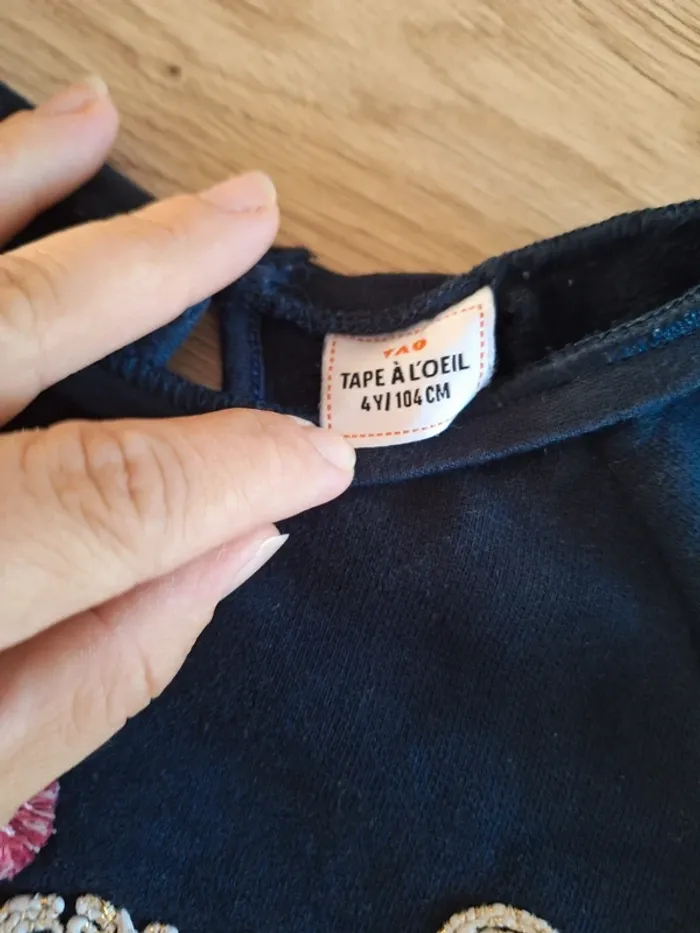 TAO
TAPE À L'OEIL
4Y/104CM